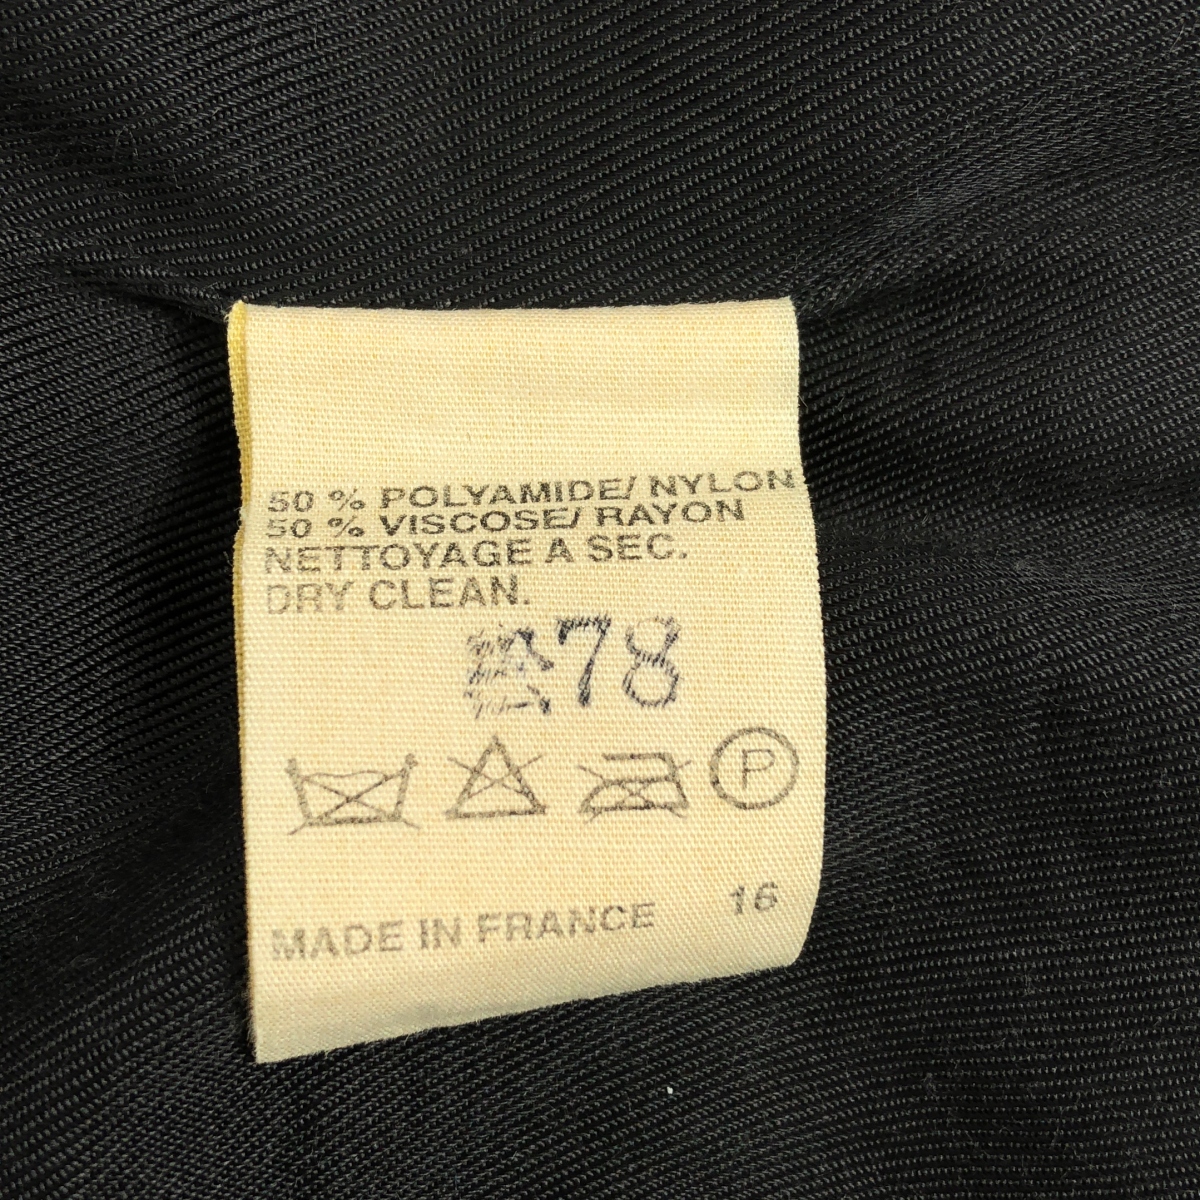 50 % POLYAMIDE/ NYLON
50 % VISCOSE/ RAYON
NETTOYAGE A SEC.
DRY CLEAN.
78
P
MADE IN FRANCE 16